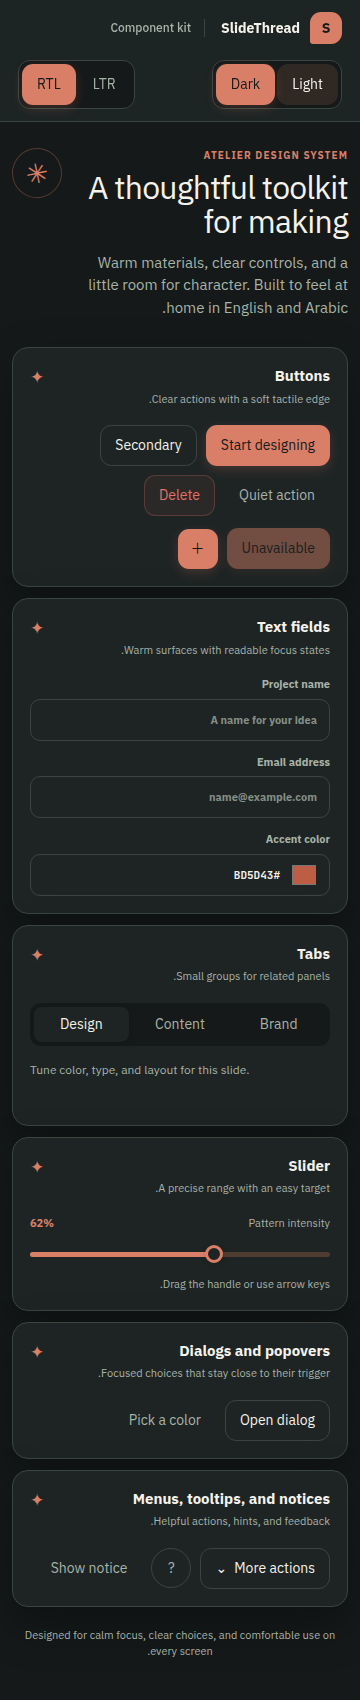 S
SlideThread
Component kit
Dark
Light
RTL
LTR
ATELIER DESIGN SYSTEM
A thoughtful toolkit
for making
Warm materials, clear controls, and a
little room for character. Built to feel at
.home in English and Arabic
Buttons
.Clear actions with a soft tactile edge
Start designing
Secondary
Quiet action
Delete
Unavailable
+
Text fields
.Warm surfaces with readable focus states
Project name
A name for your idea
Email address
name@example.com
Accent color
BD5D43#
Tabs
.Small groups for related panels
Design
Content
Brand
Tune color, type, and layout for this slide.
Slider
.A precise range with an easy target
Pattern intensity
62%
.Drag the handle or use arrow keys
Dialogs and popovers
.Focused choices that stay close to their trigger
Open dialog
Pick a color
Menus, tooltips, and notices
.Helpful actions, hints, and feedback
More actions
?
Show notice
Designed for calm focus, clear choices, and comfortable use on
.every screen